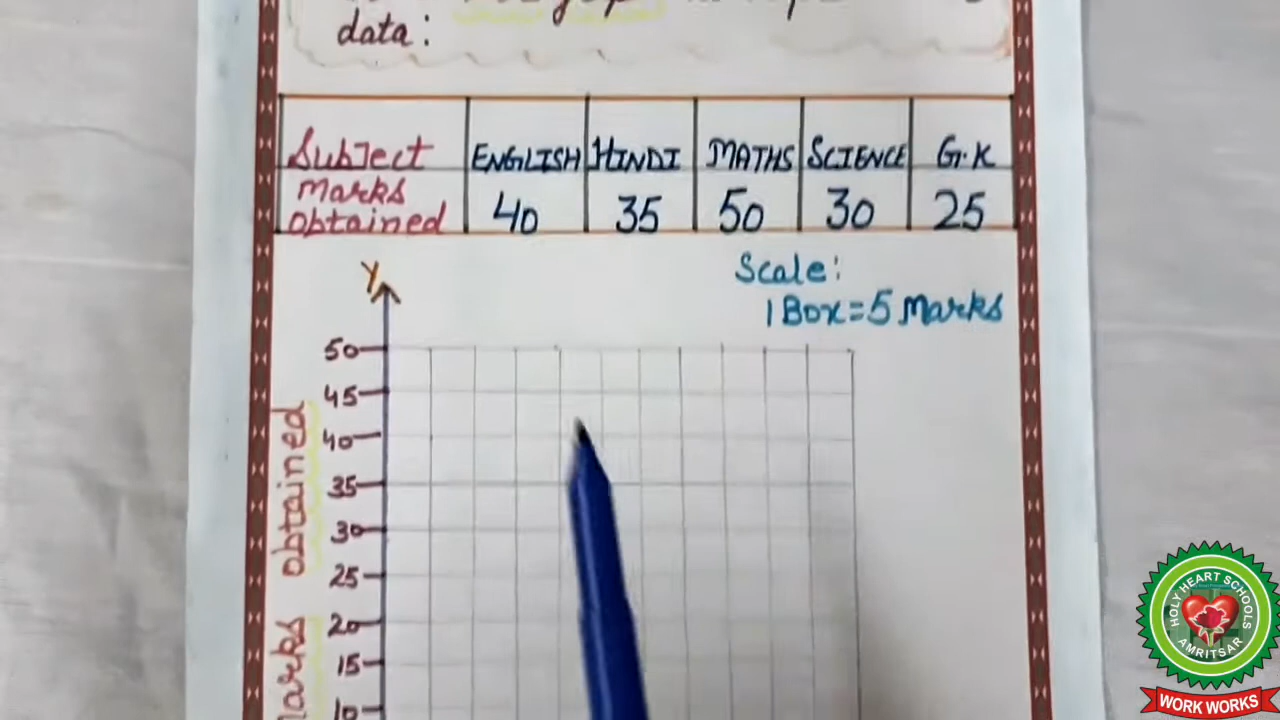 data:
Subject ENGLISH HINDI MATHS SCIENCE G.K
Marks obtained 40 35 50 30 25
Scale:
1 Box = 5 Marks
Y
50
45
40
35
30
25
20
15
10
Marks obtained
HOLY HEART SCHOOLS
AMRITSAR
WORK WORKS